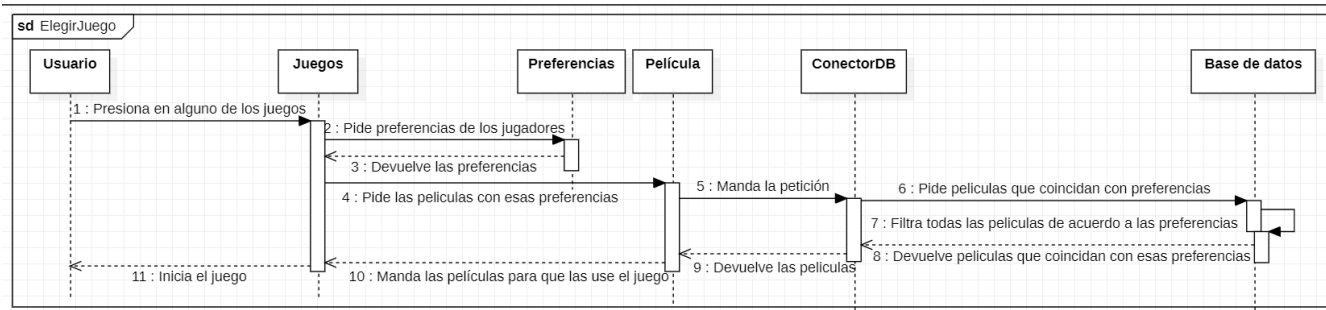 sd ElegirJuego
Usuario
Juegos
Preferencias
Película
ConectorDB
Base de datos
1 : Presiona en alguno de los juegos
2 : Pide preferencias de los jugadores
3 : Devuelve las preferencias
4 : Pide las peliculas con esas preferencias
5 : Manda la petición
6 : Pide peliculas que coincidan con preferencias
7 : Filtra todas las peliculas de acuerdo a las preferencias
8 : Devuelve peliculas que coincidan con esas preferencias
9 : Devuelve las peliculas
10 : Manda las películas para que las use el juego
11 : Inicia el juego